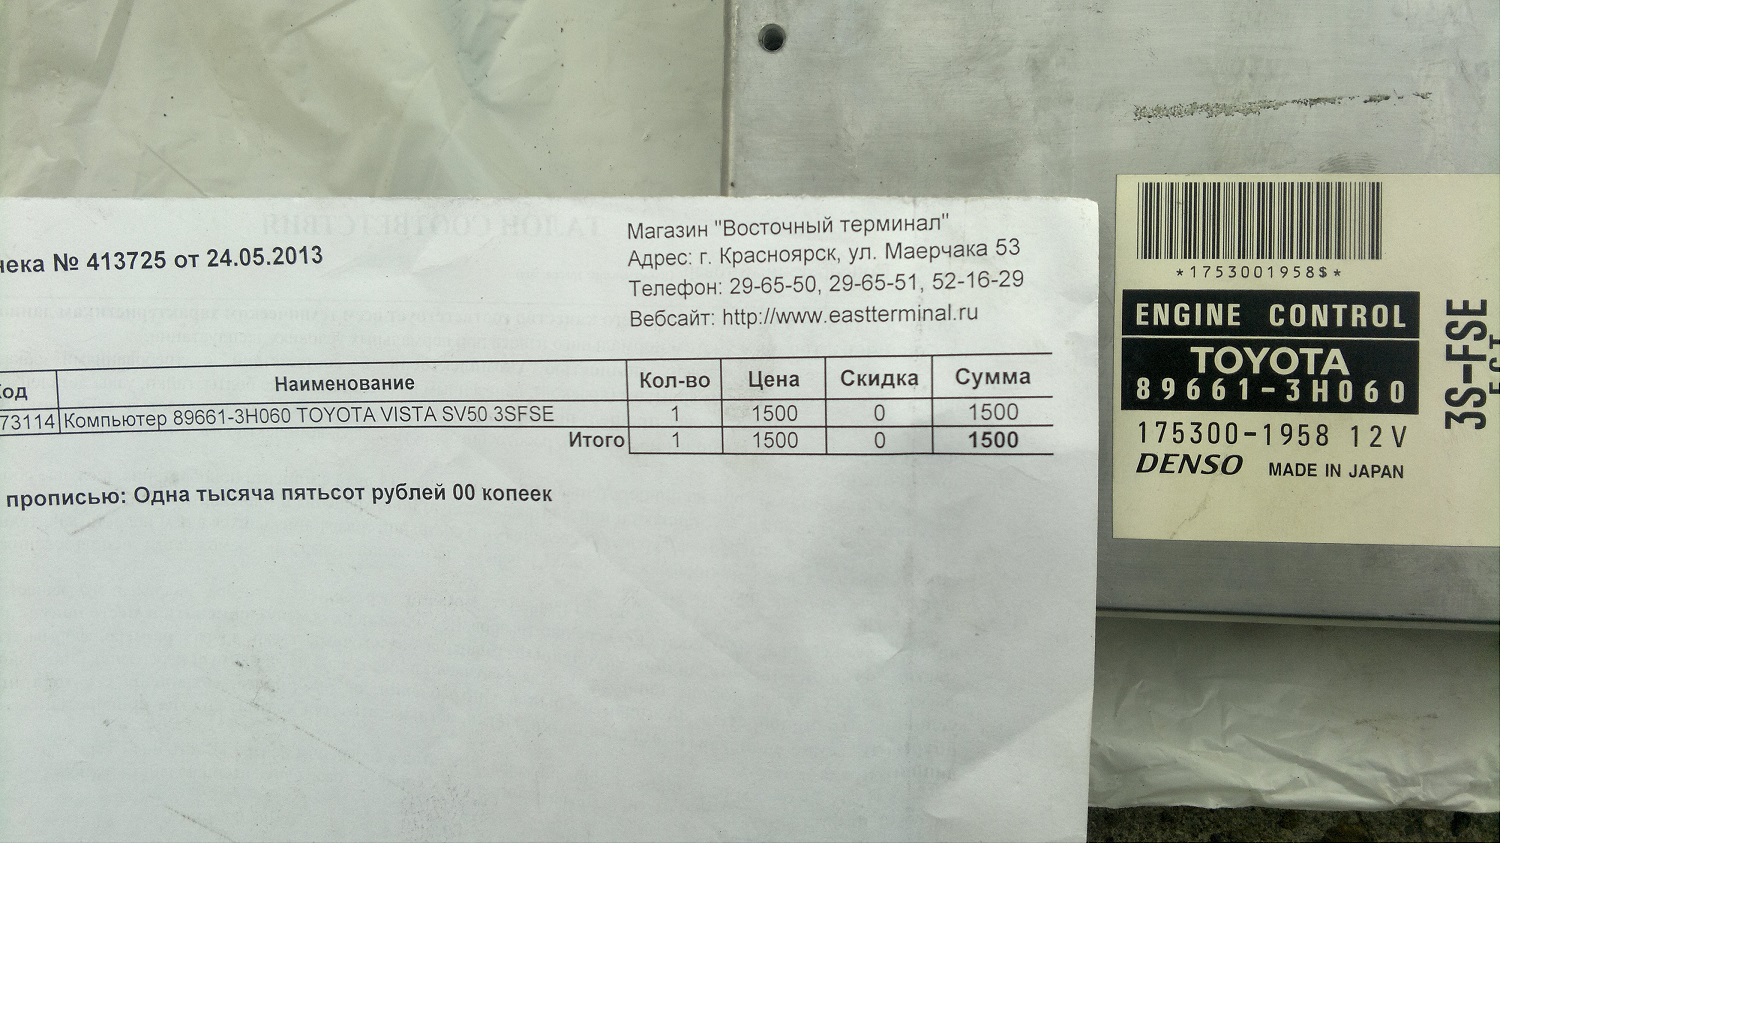 Магазин "Восточный терминал"
чека № 413725 от 24.05.2013
Адрес: г. Красноярск, ул. Маерчака 53
Телефон: 29-65-50, 29-65-51, 52-16-29
Вебсайт: http://www.eastterminal.ru
Код Наименование Кол-во Цена Скидка Сумма
73114 Компьютер 89661-3H060 TOYOTA VISTA SV50 3SFSE 1 1500 0 1500
Итого 1 1500 0 1500
прописью: Одна тысяча пятьсот рублей 00 копеек
ТАЛОН СООТВЕТСТВИЯ
*1753001958$*
ENGINE CONTROL
TOYOTA
89661-3H060
175300-1958 12V
DENSO MADE IN JAPAN
3S-FSE